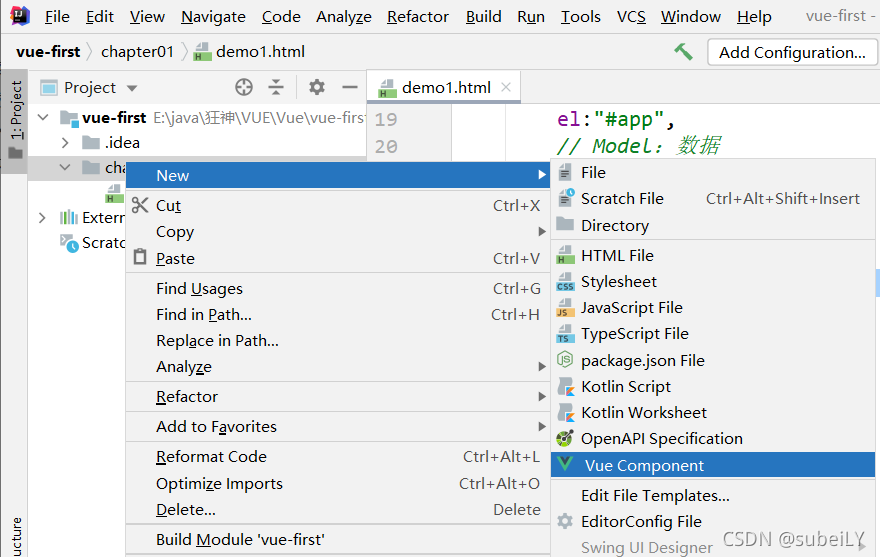 File Edit View Navigate Code Analyze Refactor Build Run Tools VCS Window Help vue-first -
vue-first chapter01 demo1.html Add Configuration...
1: Project
Project
demo1.html
vue-first E:\java\狂神\VUE\Vue\vue-firs
.idea
cha
Extern
Scratc
19 el:"#app",
20 // Model: 数据
New
Cut Ctrl+X
Copy
Paste Ctrl+V
Find Usages Ctrl+G
Find in Path... Ctrl+H
Replace in Path...
Analyze
Refactor
Add to Favorites
Reformat Code Ctrl+Alt+L
Optimize Imports Ctrl+Alt+O
Delete... Delete
Build Module 'vue-first'
File
Scratch File Ctrl+Alt+Shift+Insert
Directory
HTML File
Stylesheet
JavaScript File
TypeScript File
package.json File
Kotlin Script
Kotlin Worksheet
OpenAPI Specification
Vue Component
Edit File Templates...
EditorConfig File
Swing UI Designer
ucture
CSDN @subeiLY